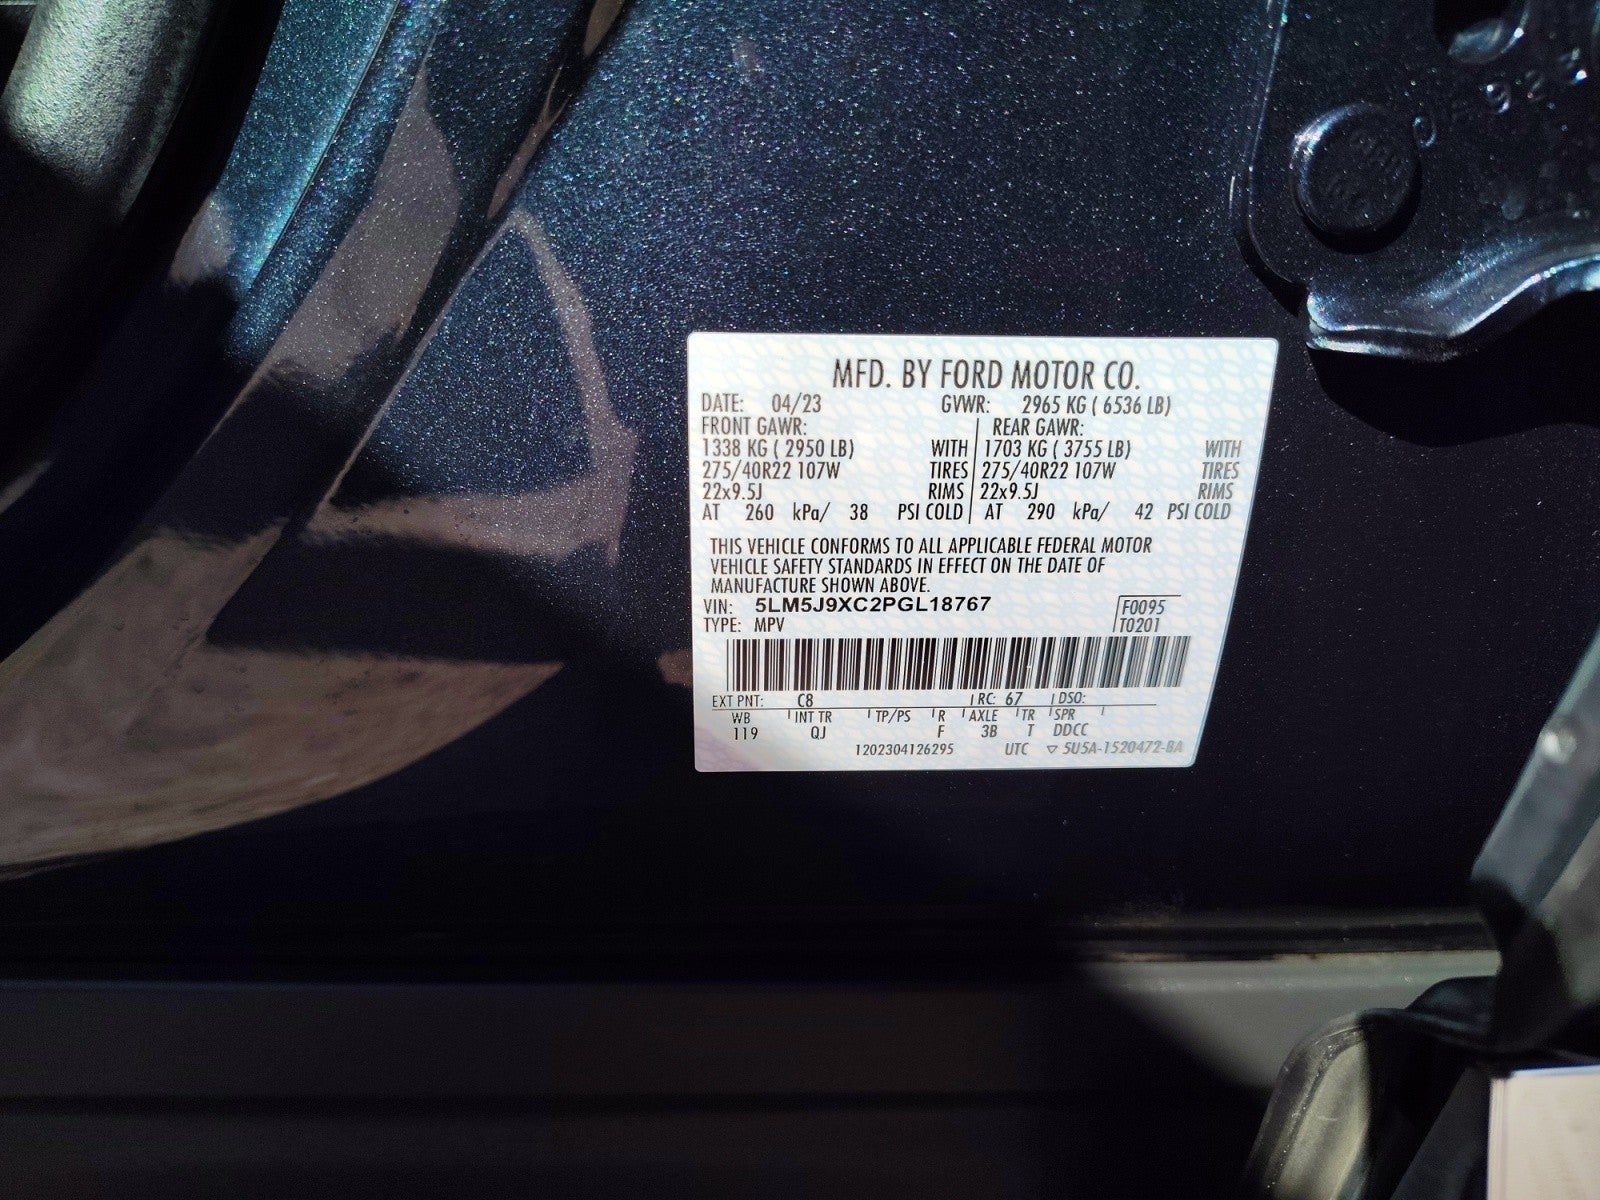 MFD. BY FORD MOTOR CO.
DATE: 04/23 GVWR: 2965 KG ( 6536 LB)
FRONT GAWR: REAR GAWR:
1338 KG ( 2950 LB) WITH 1703 KG ( 3755 LB) WITH
275/40R22 107W TIRES 275/40R22 107W TIRES
22x9.5J RIMS 22x9.5J RIMS
AT 260 kPa/ 38 PSI COLD AT 290 kPa/ 42 PSI COLD
THIS VEHICLE CONFORMS TO ALL APPLICABLE FEDERAL MOTOR
VEHICLE SAFETY STANDARDS IN EFFECT ON THE DATE OF
MANUFACTURE SHOWN ABOVE.
VIN: 5LM5J9XC2PGL18767 F0095
TYPE: MPV T0201
EXT PNT: C8 RC: 67 DSO:
WB INT TR TP/PS R AXLE TR SPR
119 QJ F 3B T DDCC
1202304126295 UTC ▽ 5U5A-1520472-BA